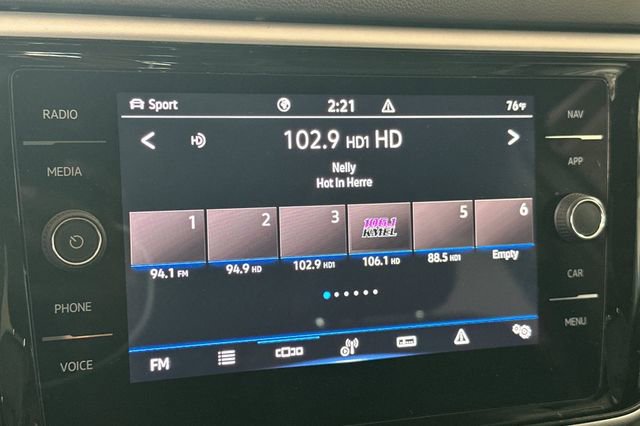 RADIO
MEDIA
PHONE
VOICE
Sport
2:21
76°F
102.9 HD1 HD
Nelly
Hot In Herre
1
2
3
106.1
KMEL
5
6
94.1 FM
94.9 HD
102.9 HD1
106.1 HD
88.5 HD1
Empty
FM
NAV
APP
CAR
MENU